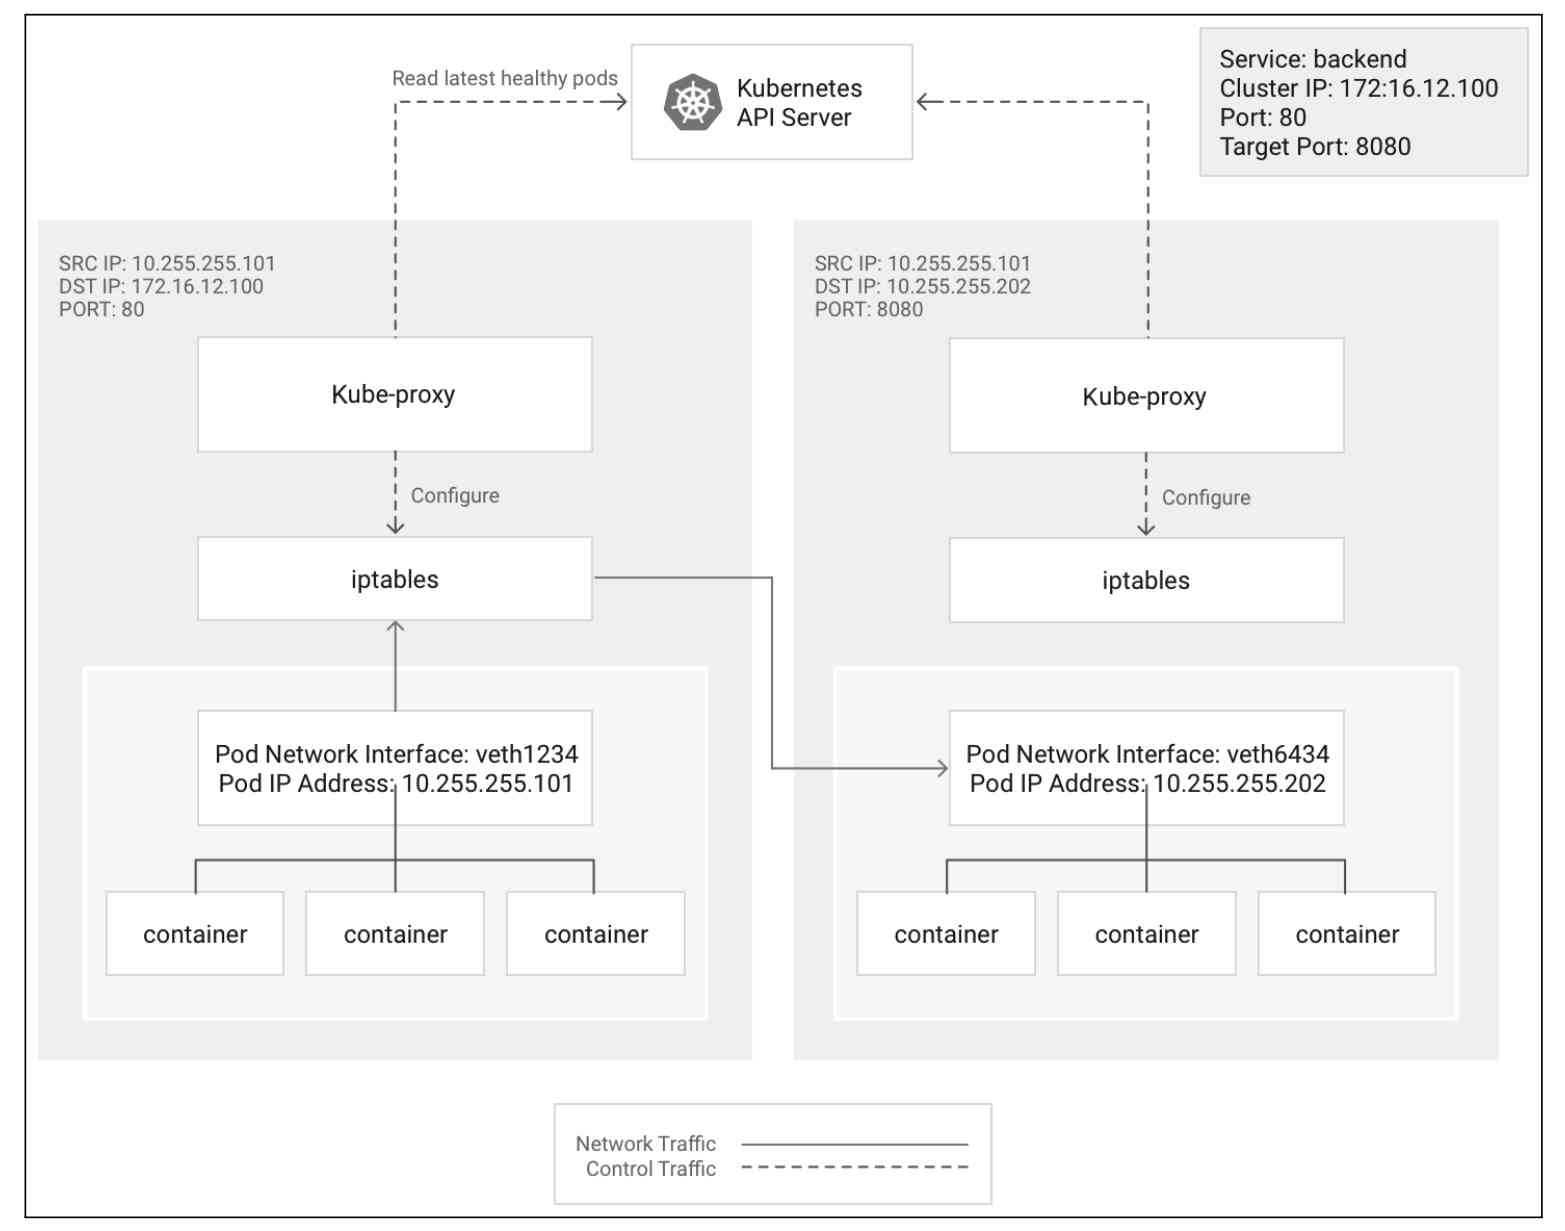 Read latest healthy pods
Kubernetes
API Server
Service: backend
Cluster IP: 172:16.12.100
Port: 80
Target Port: 8080
SRC IP: 10.255.255.101
DST IP: 172.16.12.100
PORT: 80
Kube-proxy
Configure
iptables
Pod Network Interface: veth1234
Pod IP Address: 10.255.255.101
container
container
container
SRC IP: 10.255.255.101
DST IP: 10.255.255.202
PORT: 8080
Kube-proxy
Configure
iptables
Pod Network Interface: veth6434
Pod IP Address: 10.255.255.202
container
container
container
Network Traffic
Control Traffic